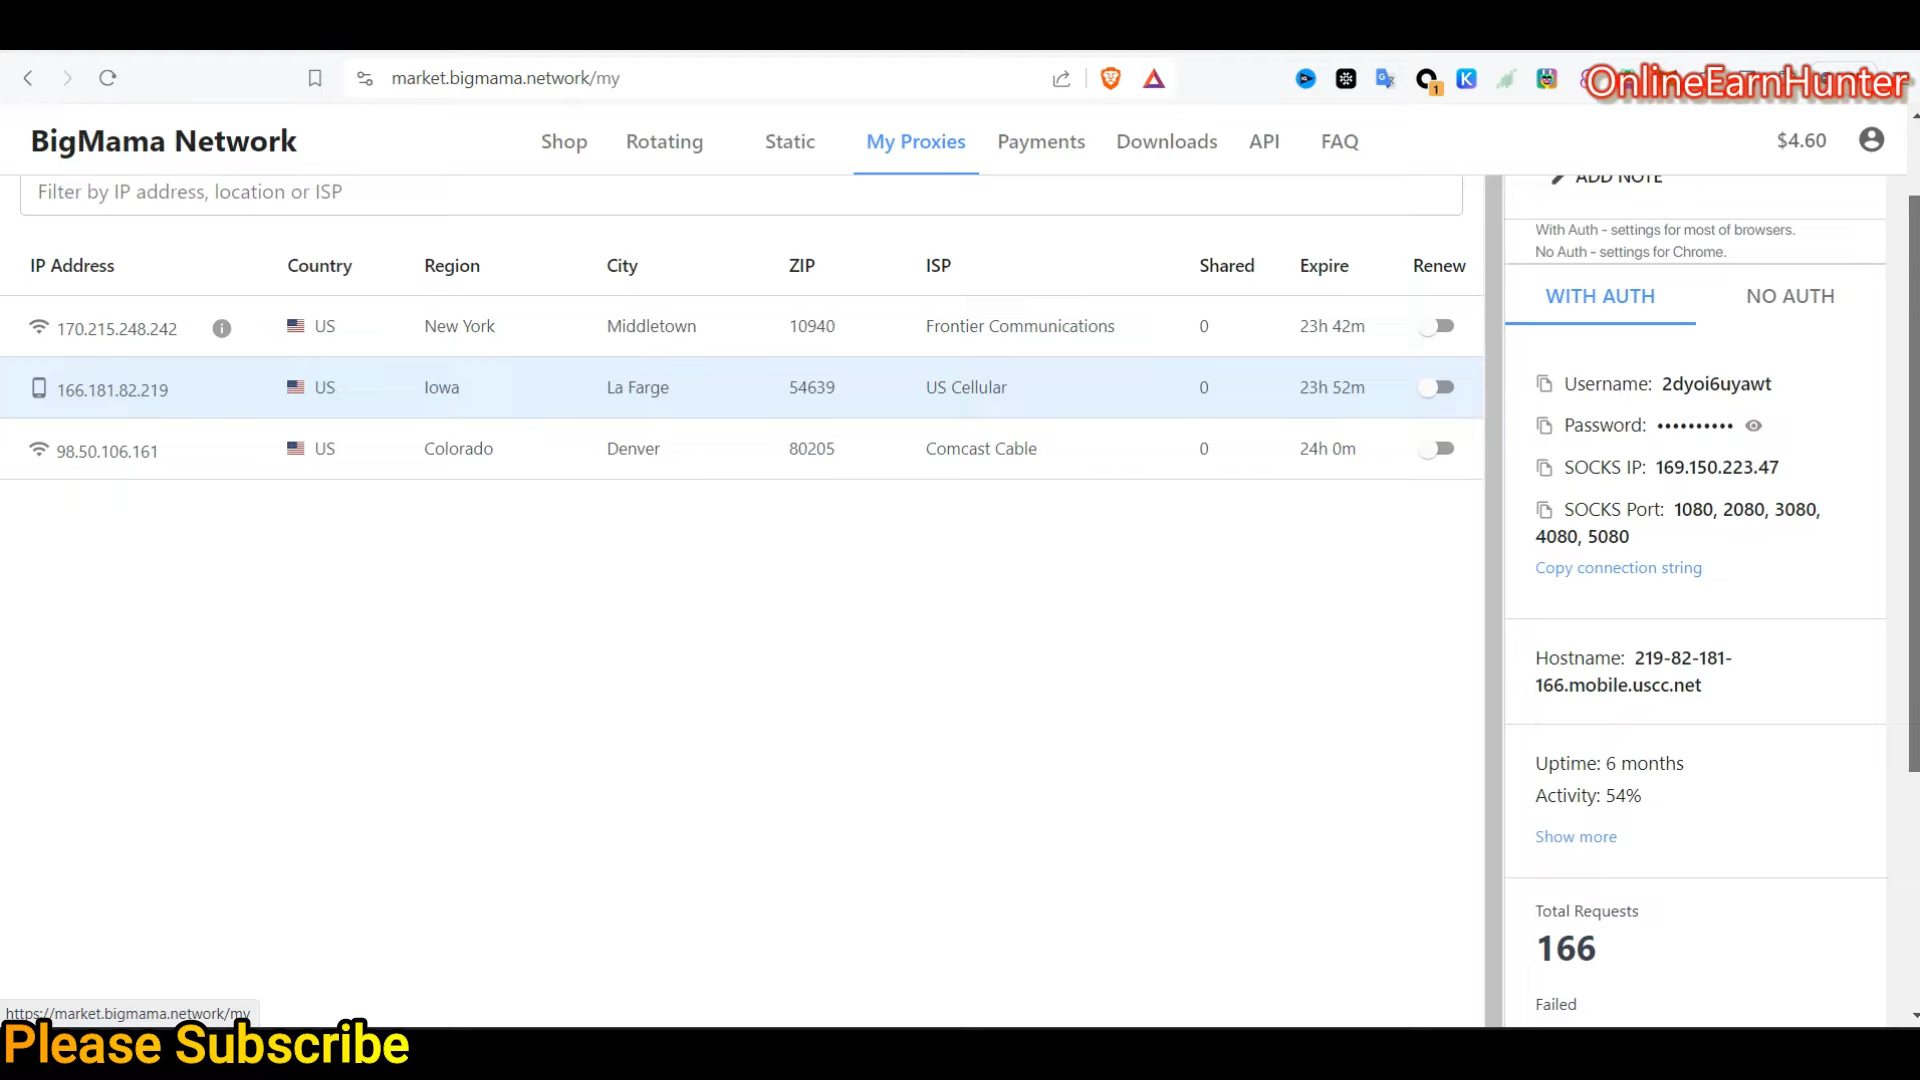 market.bigmama.network/my
1
OnlineEarnHunter
BigMama Network
Shop
Rotating
Static
My Proxies
Payments
Downloads
API
FAQ
$4.60
Filter by IP address, location or ISP
IP Address Country Region City ZIP ISP Shared Expire Renew
170.215.248.242 US New York Middletown 10940 Frontier Communications 0 23h 42m
166.181.82.219 US Iowa La Farge 54639 US Cellular 0 23h 52m
98.50.106.161 US Colorado Denver 80205 Comcast Cable 0 24h 0m
ADD NOTE
With Auth - settings for most of browsers.
No Auth - settings for Chrome.
WITH AUTH NO AUTH
Username: 2dyoi6uyawt
Password: ••••••••••
SOCKS IP: 169.150.223.47
SOCKS Port: 1080, 2080, 3080,
4080, 5080
Copy connection string
Hostname: 219-82-181-
166.mobile.uscc.net
Uptime: 6 months
Activity: 54%
Show more
Total Requests
166
Failed
https://market.bigmama.network/my
Please Subscribe